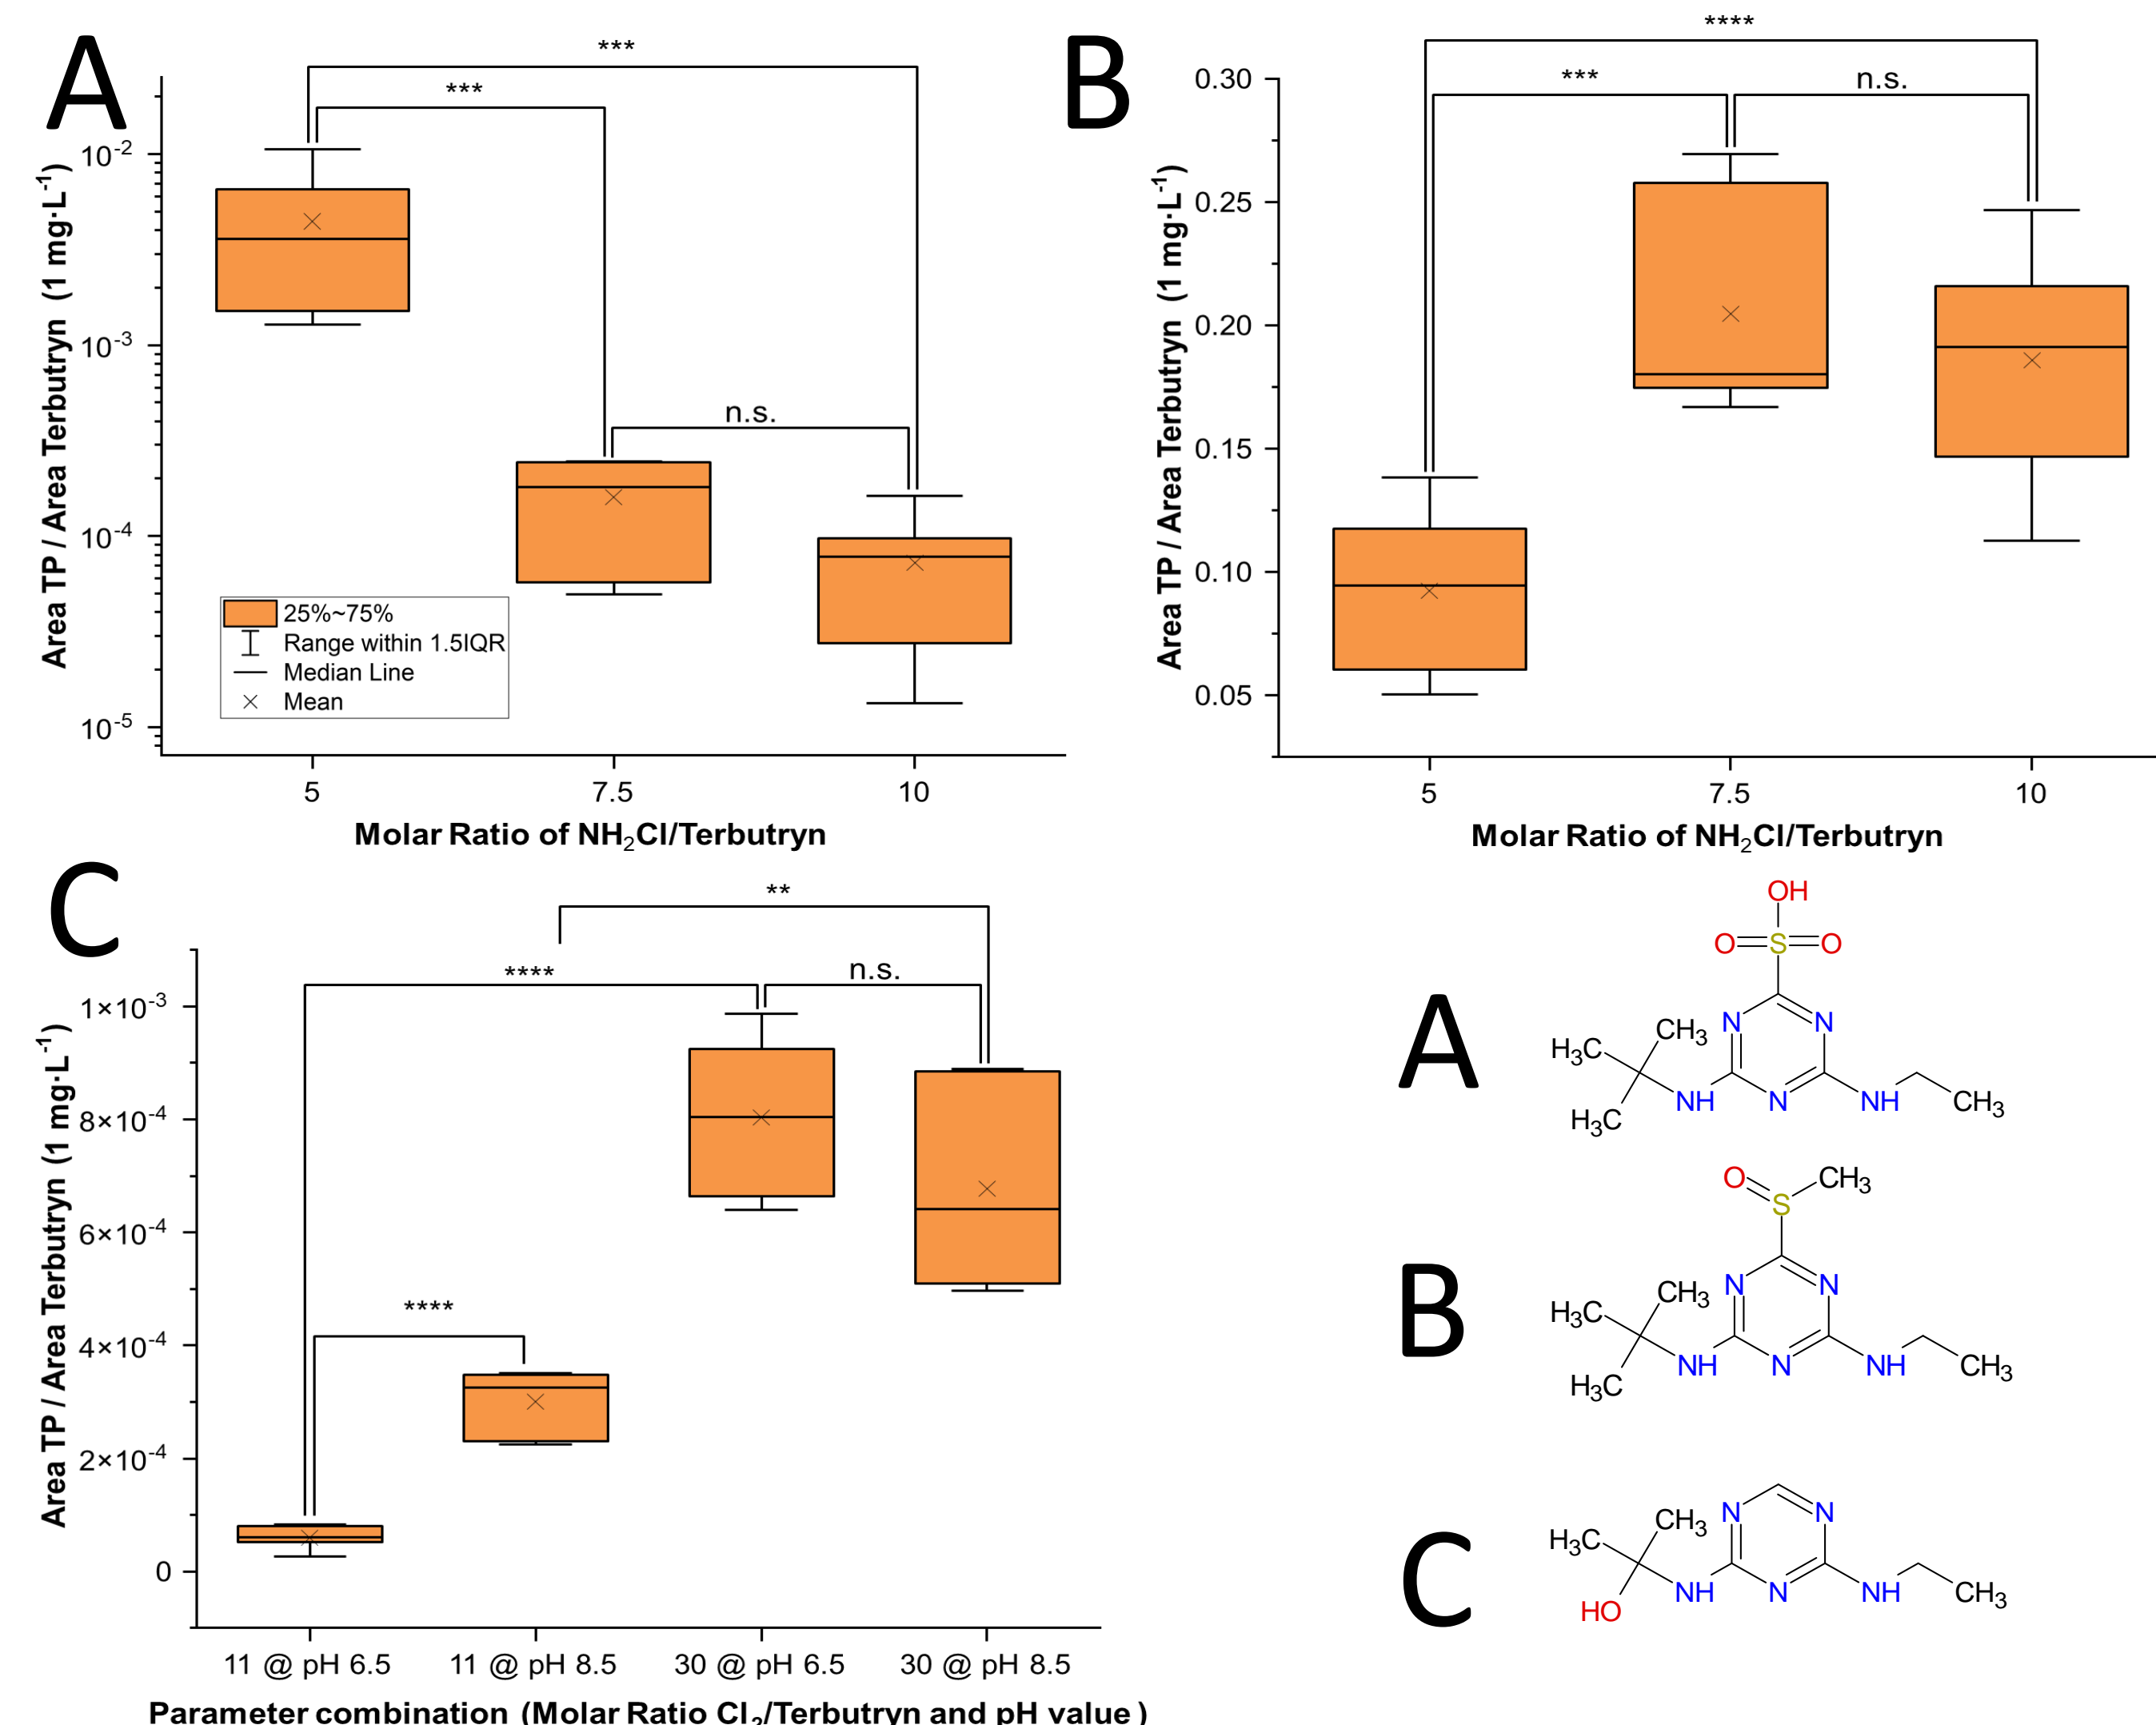 A
***
***
n.s.
10-2
10-3
10-4
10-5
Area TP / Area Terbutryn (1 mg·L-1)
25%~75%
Range within 1.5IQR
Median Line
Mean
5 7.5 10
Molar Ratio of NH2Cl/Terbutryn
B
****
***
n.s.
0.30
0.25
0.20
0.15
0.10
0.05
Area TP / Area Terbutryn (1 mg·L-1)
5 7.5 10
Molar Ratio of NH2Cl/Terbutryn
C
**
****
n.s.
****
1×10-3
8×10-4
6×10-4
4×10-4
2×10-4
0
Area TP / Area Terbutryn (1 mg·L-1)
11 @ pH 6.5 11 @ pH 8.5 30 @ pH 6.5 30 @ pH 8.5
Parameter combination (Molar Ratio Cl2/Terbutryn and pH value)
A
OH
O S O
N N
CH3
H3C
NH N NH CH3
H3C
B
O CH3
S
N N
CH3
H3C
NH N NH CH3
H3C
C
N N
CH3
H3C
NH N NH CH3
HO